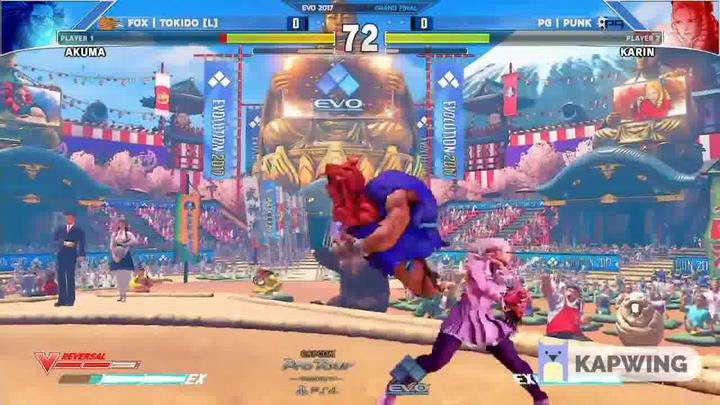 EVO 2017
GRAND FINAL
FOX | TOKIDO [L]
0
72
0
PG | PUNK
PLAYER 1
PLAYER 2
AKUMA
KARIN
EVO
EVOLUTION 2017
EVOLUTION 2017
REVERSAL
EX
CAPCOM
Pro Tour
PS4
EVO
EX
KAPWING